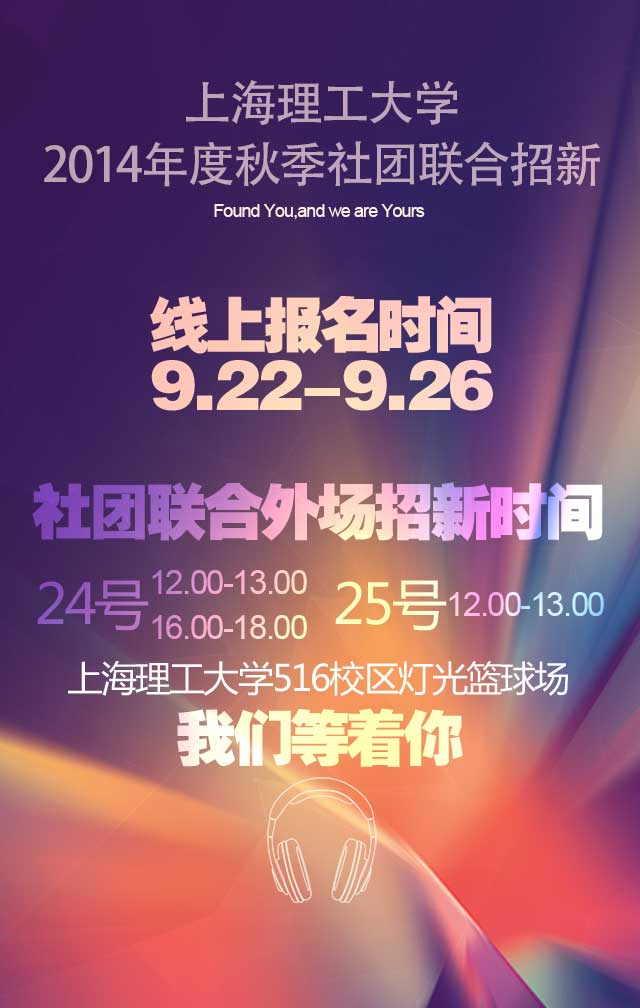 上海理工大学
2014年度秋季社团联合招新
Found You,and we are Yours
线上报名时间
9.22-9.26
社团联合外场招新时间
24号 12.00-13.00 16.00-18.00 25号 12.00-13.00
上海理工大学516校区灯光篮球场
我们等着你